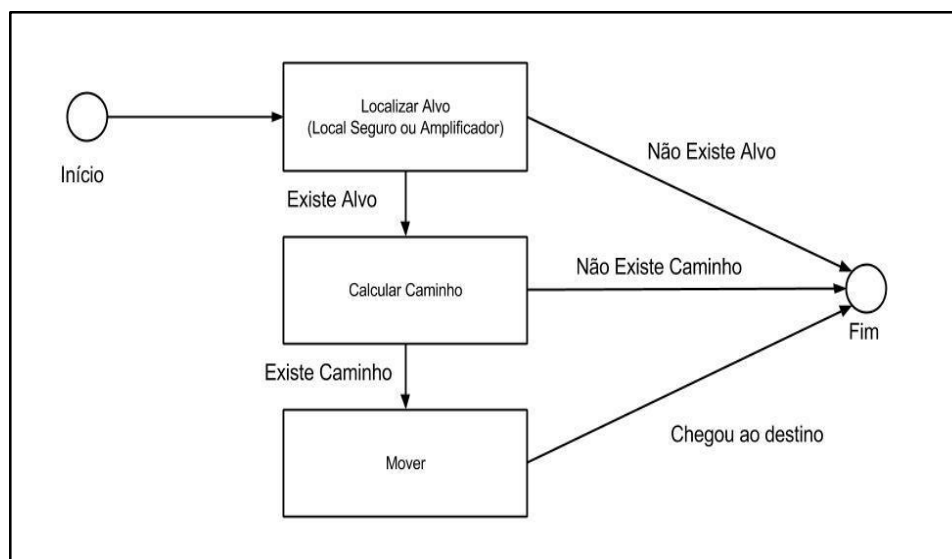 Localizar Alvo
(Local Seguro ou Amplificador)
Início
Não Existe Alvo
Existe Alvo
Calcular Caminho
Não Existe Caminho
Fim
Existe Caminho
Mover
Chegou ao destino